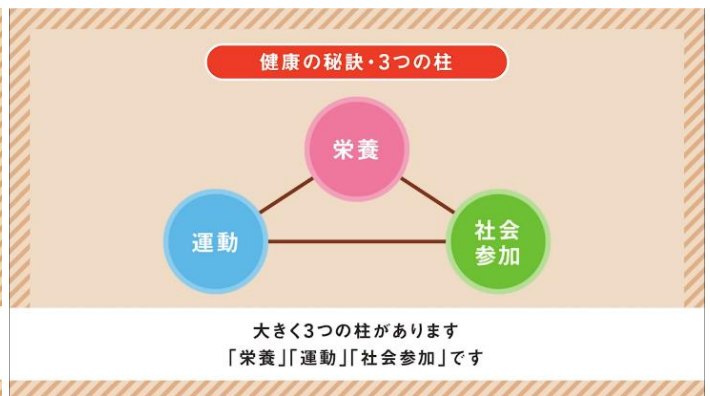 健康の秘訣・3つの柱
栄養
運動
社会
参加
大きく3つの柱があります
「栄養」「運動」「社会参加」です